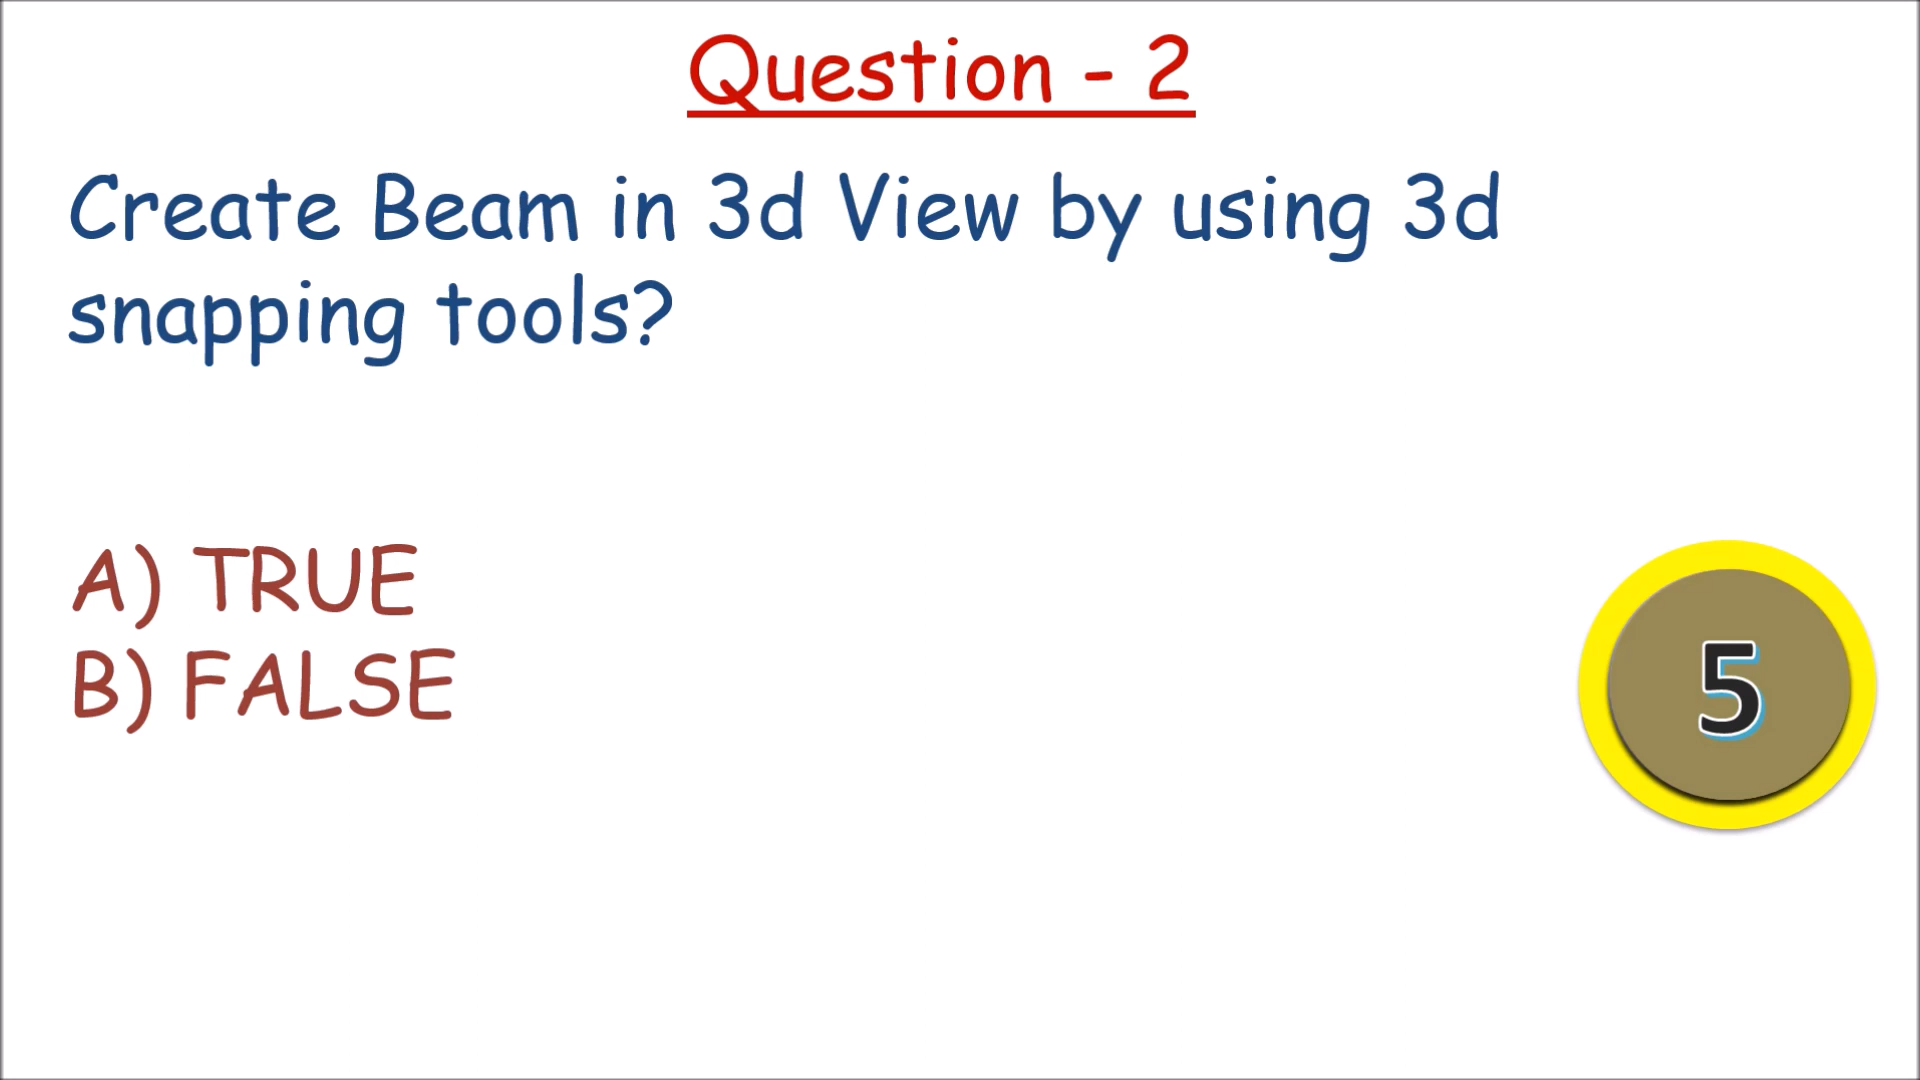 Question - 2
Create Beam in 3d View by using 3d
snapping tools?
A) TRUE
B) FALSE
5